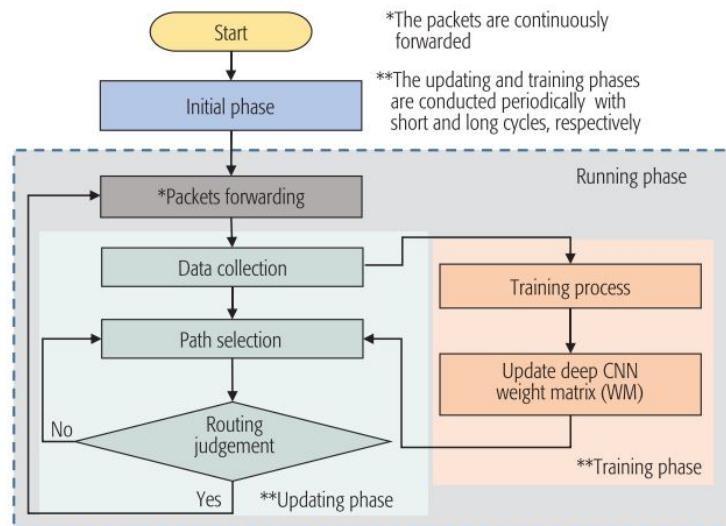 Start
*The packets are continuously
forwarded
**The updating and training phases
are conducted periodically with
short and long cycles, respectively
Initial phase
Running phase
*Packets forwarding
Data collection
Training process
Path selection
Update deep CNN
weight matrix (WM)
Routing
judgement
No
Yes
**Updating phase
**Training phase